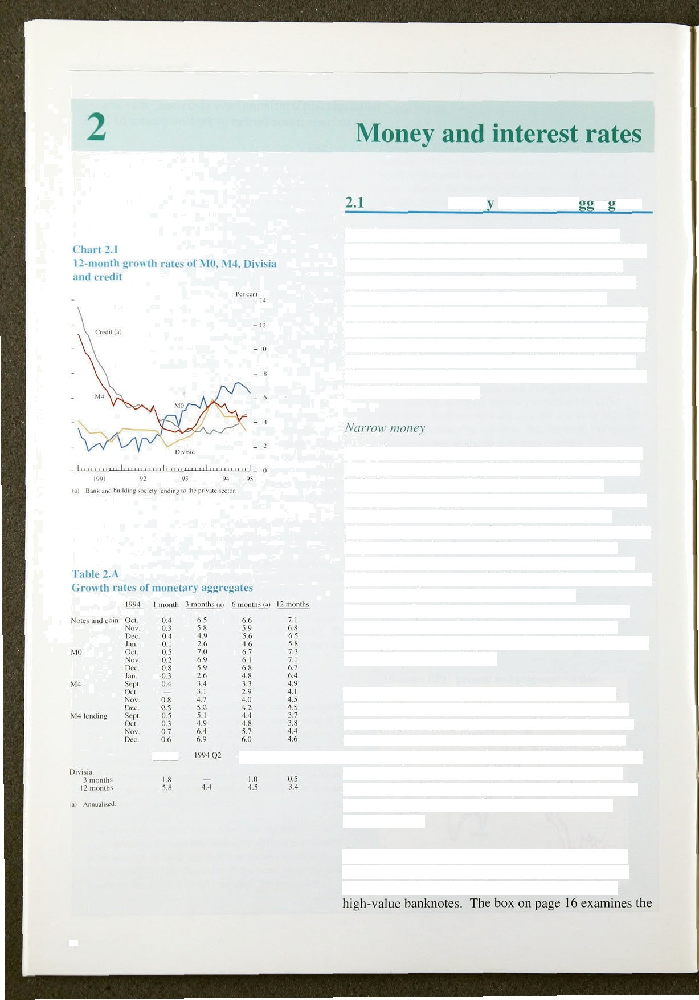 2
Money and interest rates
2.1
Chart 2.1
12-month growth rates of M0, M4, Divisia
and credit
Per cent
14
12
10
8
6
4
2
0
Credit (a)
M4
M0
Divisia
1991 92 93 94 95
(a) Bank and building society lending to the private sector.
Table 2.A
Growth rates of monetary aggregates
1994 1 month 3 months (a) 6 months (a) 12 months
Notes and coin Oct. 0.4 6.5 6.6 7.1
Nov. 0.3 5.8 5.9 6.8
Dec. 0.4 4.9 5.6 6.5
Jan. -0.1 2.6 4.6 5.8
M0 Oct. 0.5 7.0 6.7 7.3
Nov. 0.2 6.9 6.1 7.1
Dec. 0.8 5.9 6.8 6.7
Jan. -0.3 2.6 4.8 6.4
M4 Sept. 0.4 3.4 3.3 4.9
Oct. — 3.1 2.9 4.1
Nov. 0.8 4.7 4.0 4.5
Dec. 0.5 5.0 4.2 4.5
M4 lending Sept. 0.5 5.1 4.4 3.7
Oct. 0.3 4.9 4.8 3.8
Nov. 0.7 6.4 5.7 4.4
Dec. 0.6 6.9 6.0 4.6
1994 Q2
Divisia
3 months 1.8 — 1.0 0.5
12 months 5.8 4.4 4.5 3.4
(a) Annualised.
Narrow money
high-value banknotes. The box on page 16 examines the